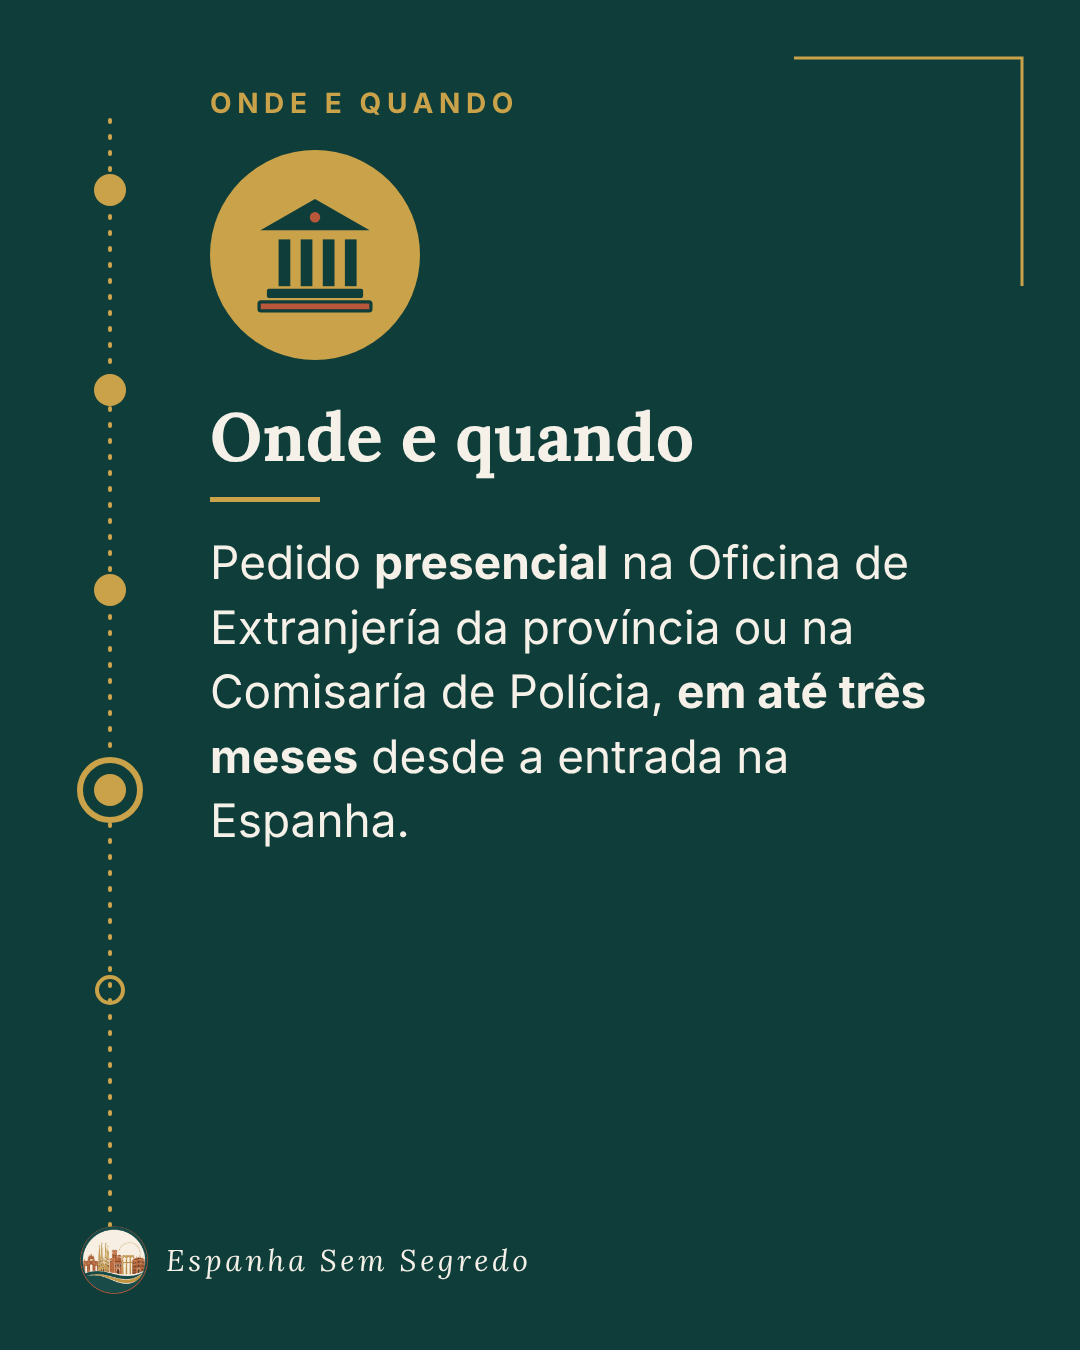 ONDE E QUANDO
Onde e quando
Pedido presencial na Oficina de
Extranjería da província ou na
Comisaría de Polícia, em até três
meses desde a entrada na
Espanha.
Espanha Sem Segredo